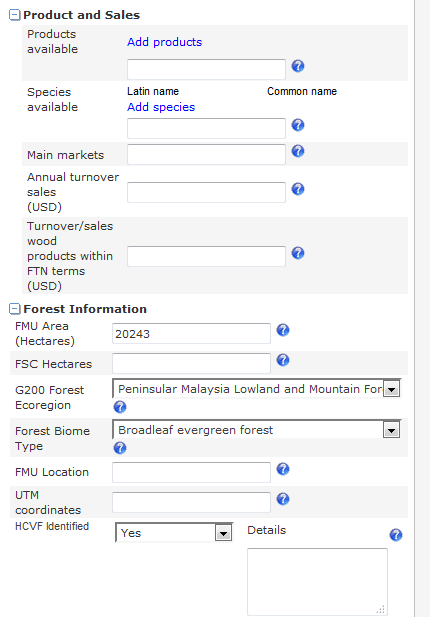 Product and Sales
Products available
Add products
Species available
Latin name Common name
Add species
Main markets
Annual turnover sales (USD)
Turnover/sales wood products within FTN terms (USD)
Forest Information
FMU Area (Hectares)
20243
FSC Hectares
G200 Forest Ecoregion
Peninsular Malaysia Lowland and Mountain For
Forest Biome Type
Broadleaf evergreen forest
FMU Location
UTM coordinates
HCVF Identified
Yes
Details